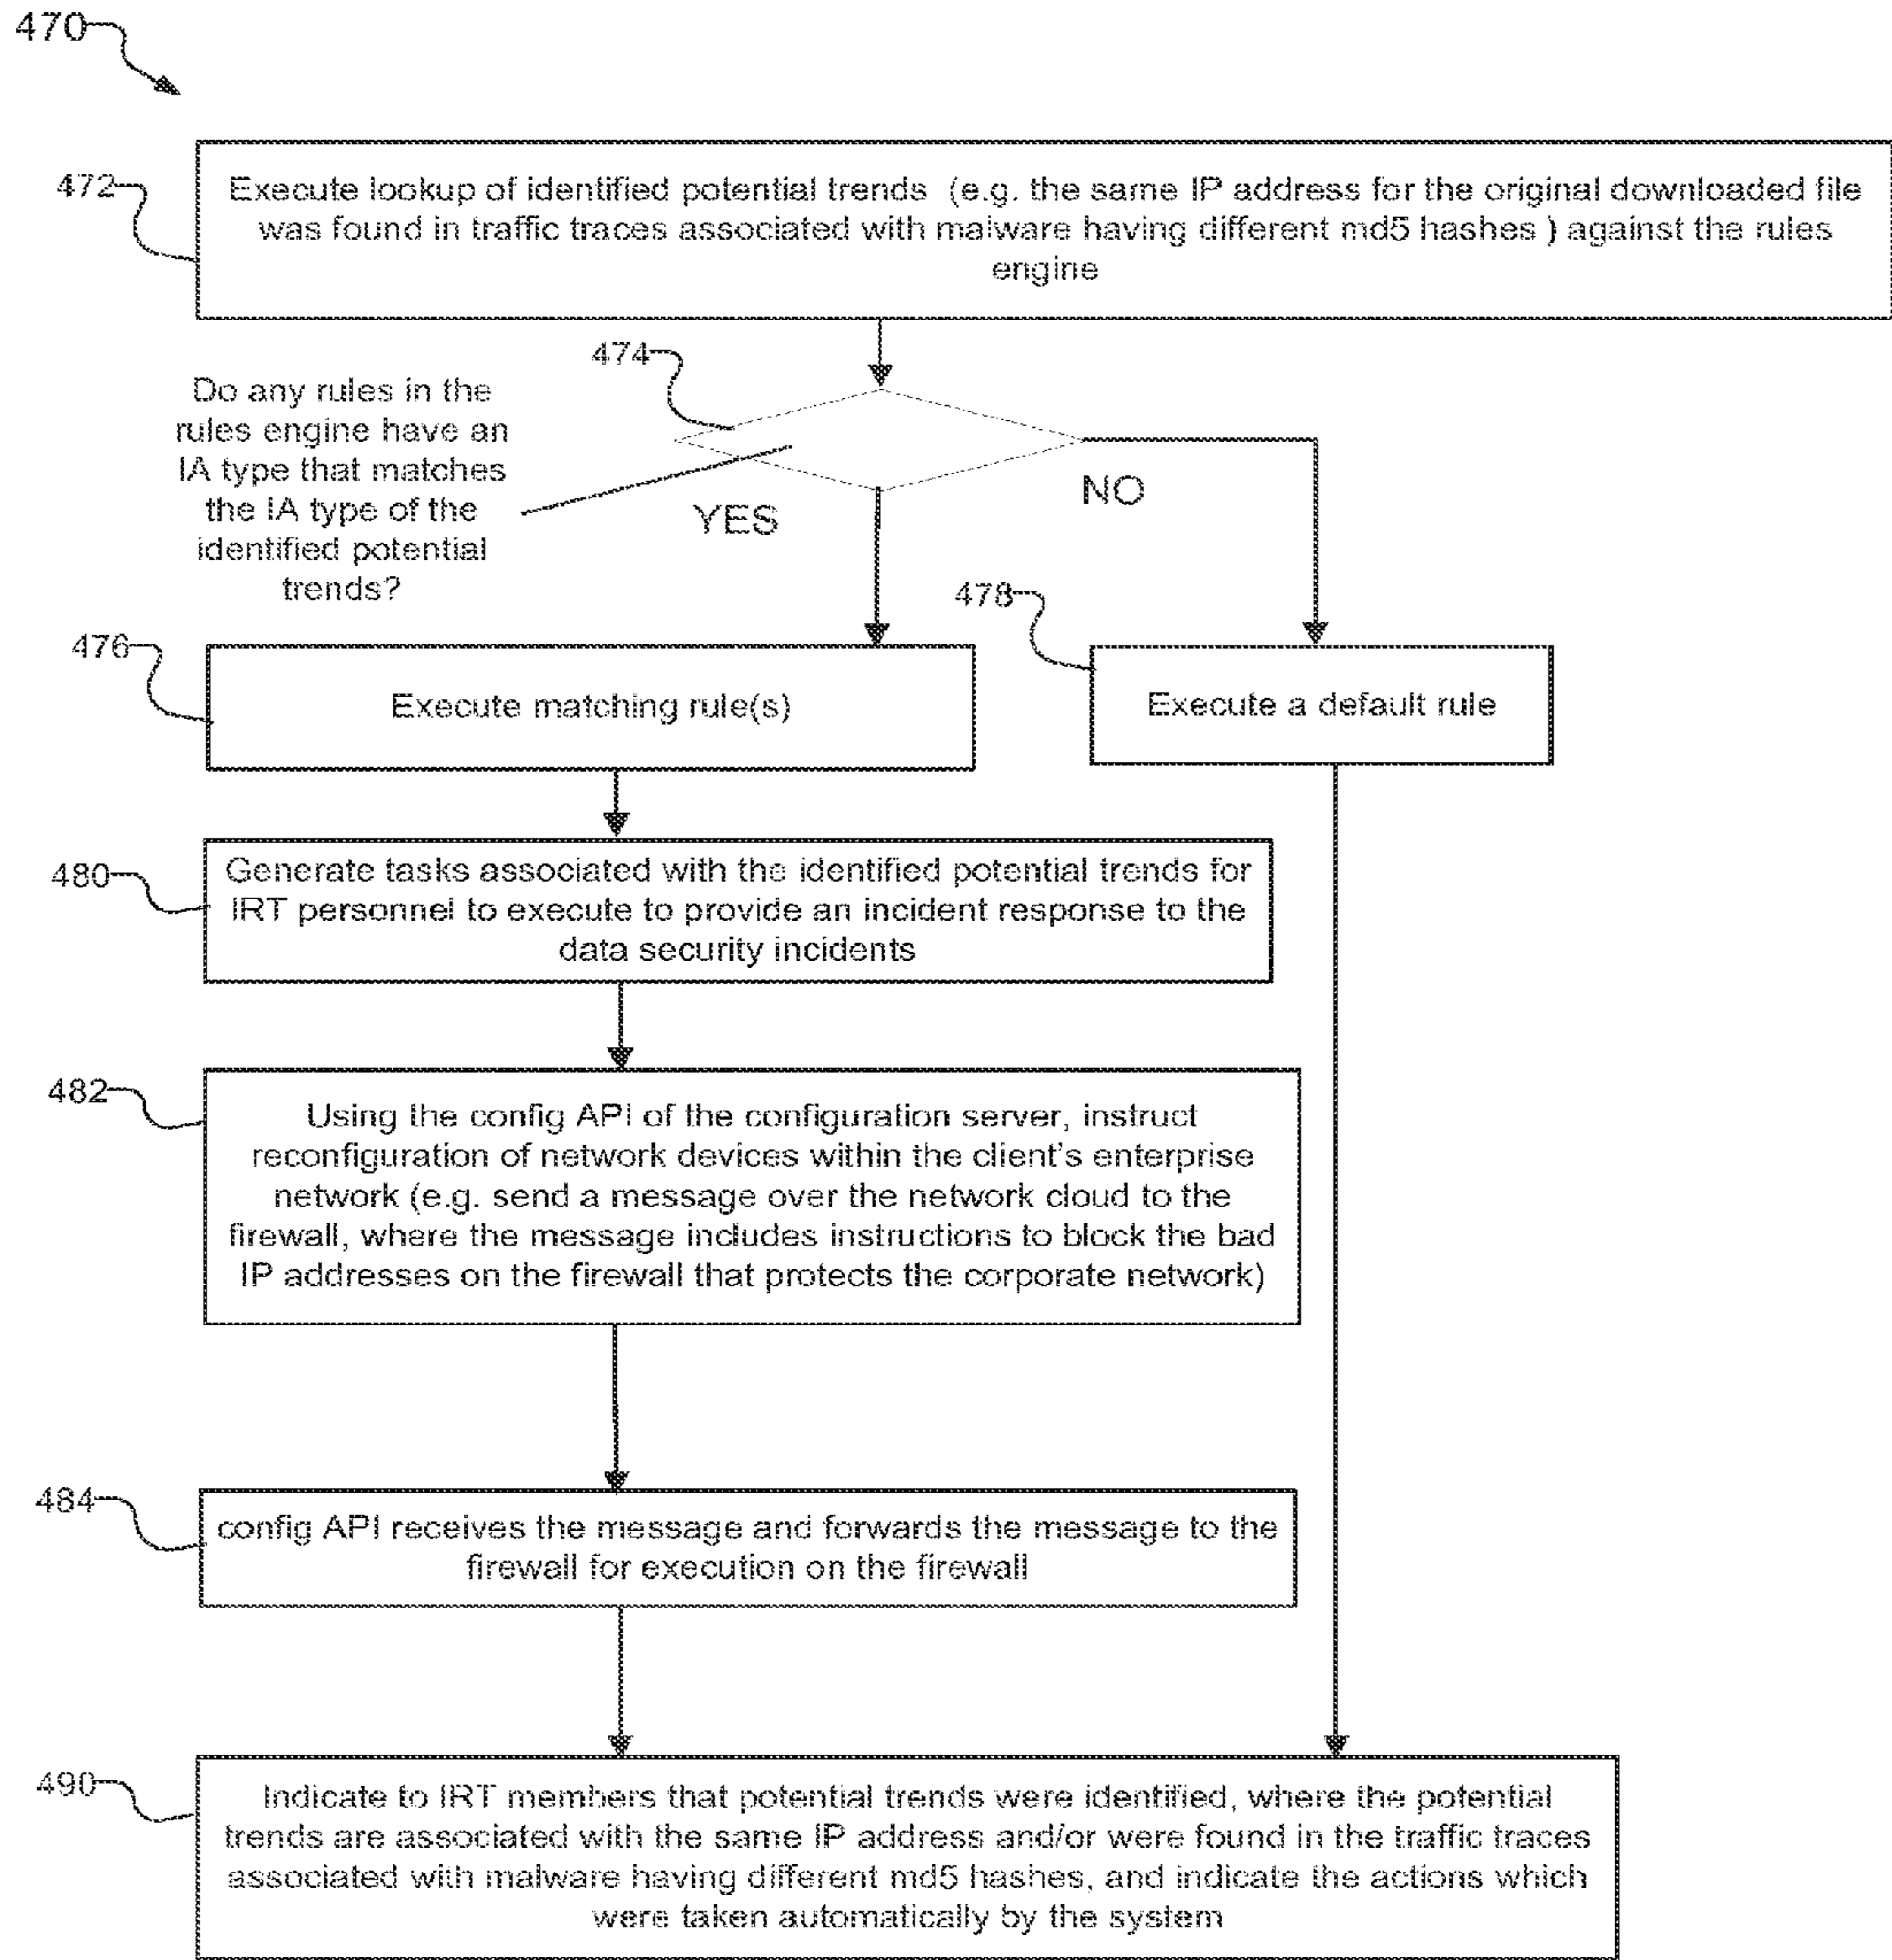 470
472
Execute lookup of identified potential trends (e.g. the same IP address for the original downloaded file
was found in traffic traces associated with malware having different md5 hashes ) against the rules
engine
474
Do any rules in the
rules engine have an
IA type that matches
the IA type of the
identified potential
trends?
YES
NO
476
Execute matching rule(s)
478
Execute a default rule
480
Generate tasks associated with the identified potential trends for
IRT personnel to execute to provide an incident response to the
data security incidents
482
Using the config API of the configuration server, instruct
reconfiguration of network devices within the client's enterprise
network (e.g. send a message over the network cloud to the
firewall, where the message includes instructions to block the bad
IP addresses on the firewall that protects the corporate network)
484
config API receives the message and forwards the message to the
firewall for execution on the firewall
490
Indicate to IRT members that potential trends were identified, where the potential
trends are associated with the same IP address and/or were found in the traffic traces
associated with malware having different md5 hashes, and indicate the actions which
were taken automatically by the system